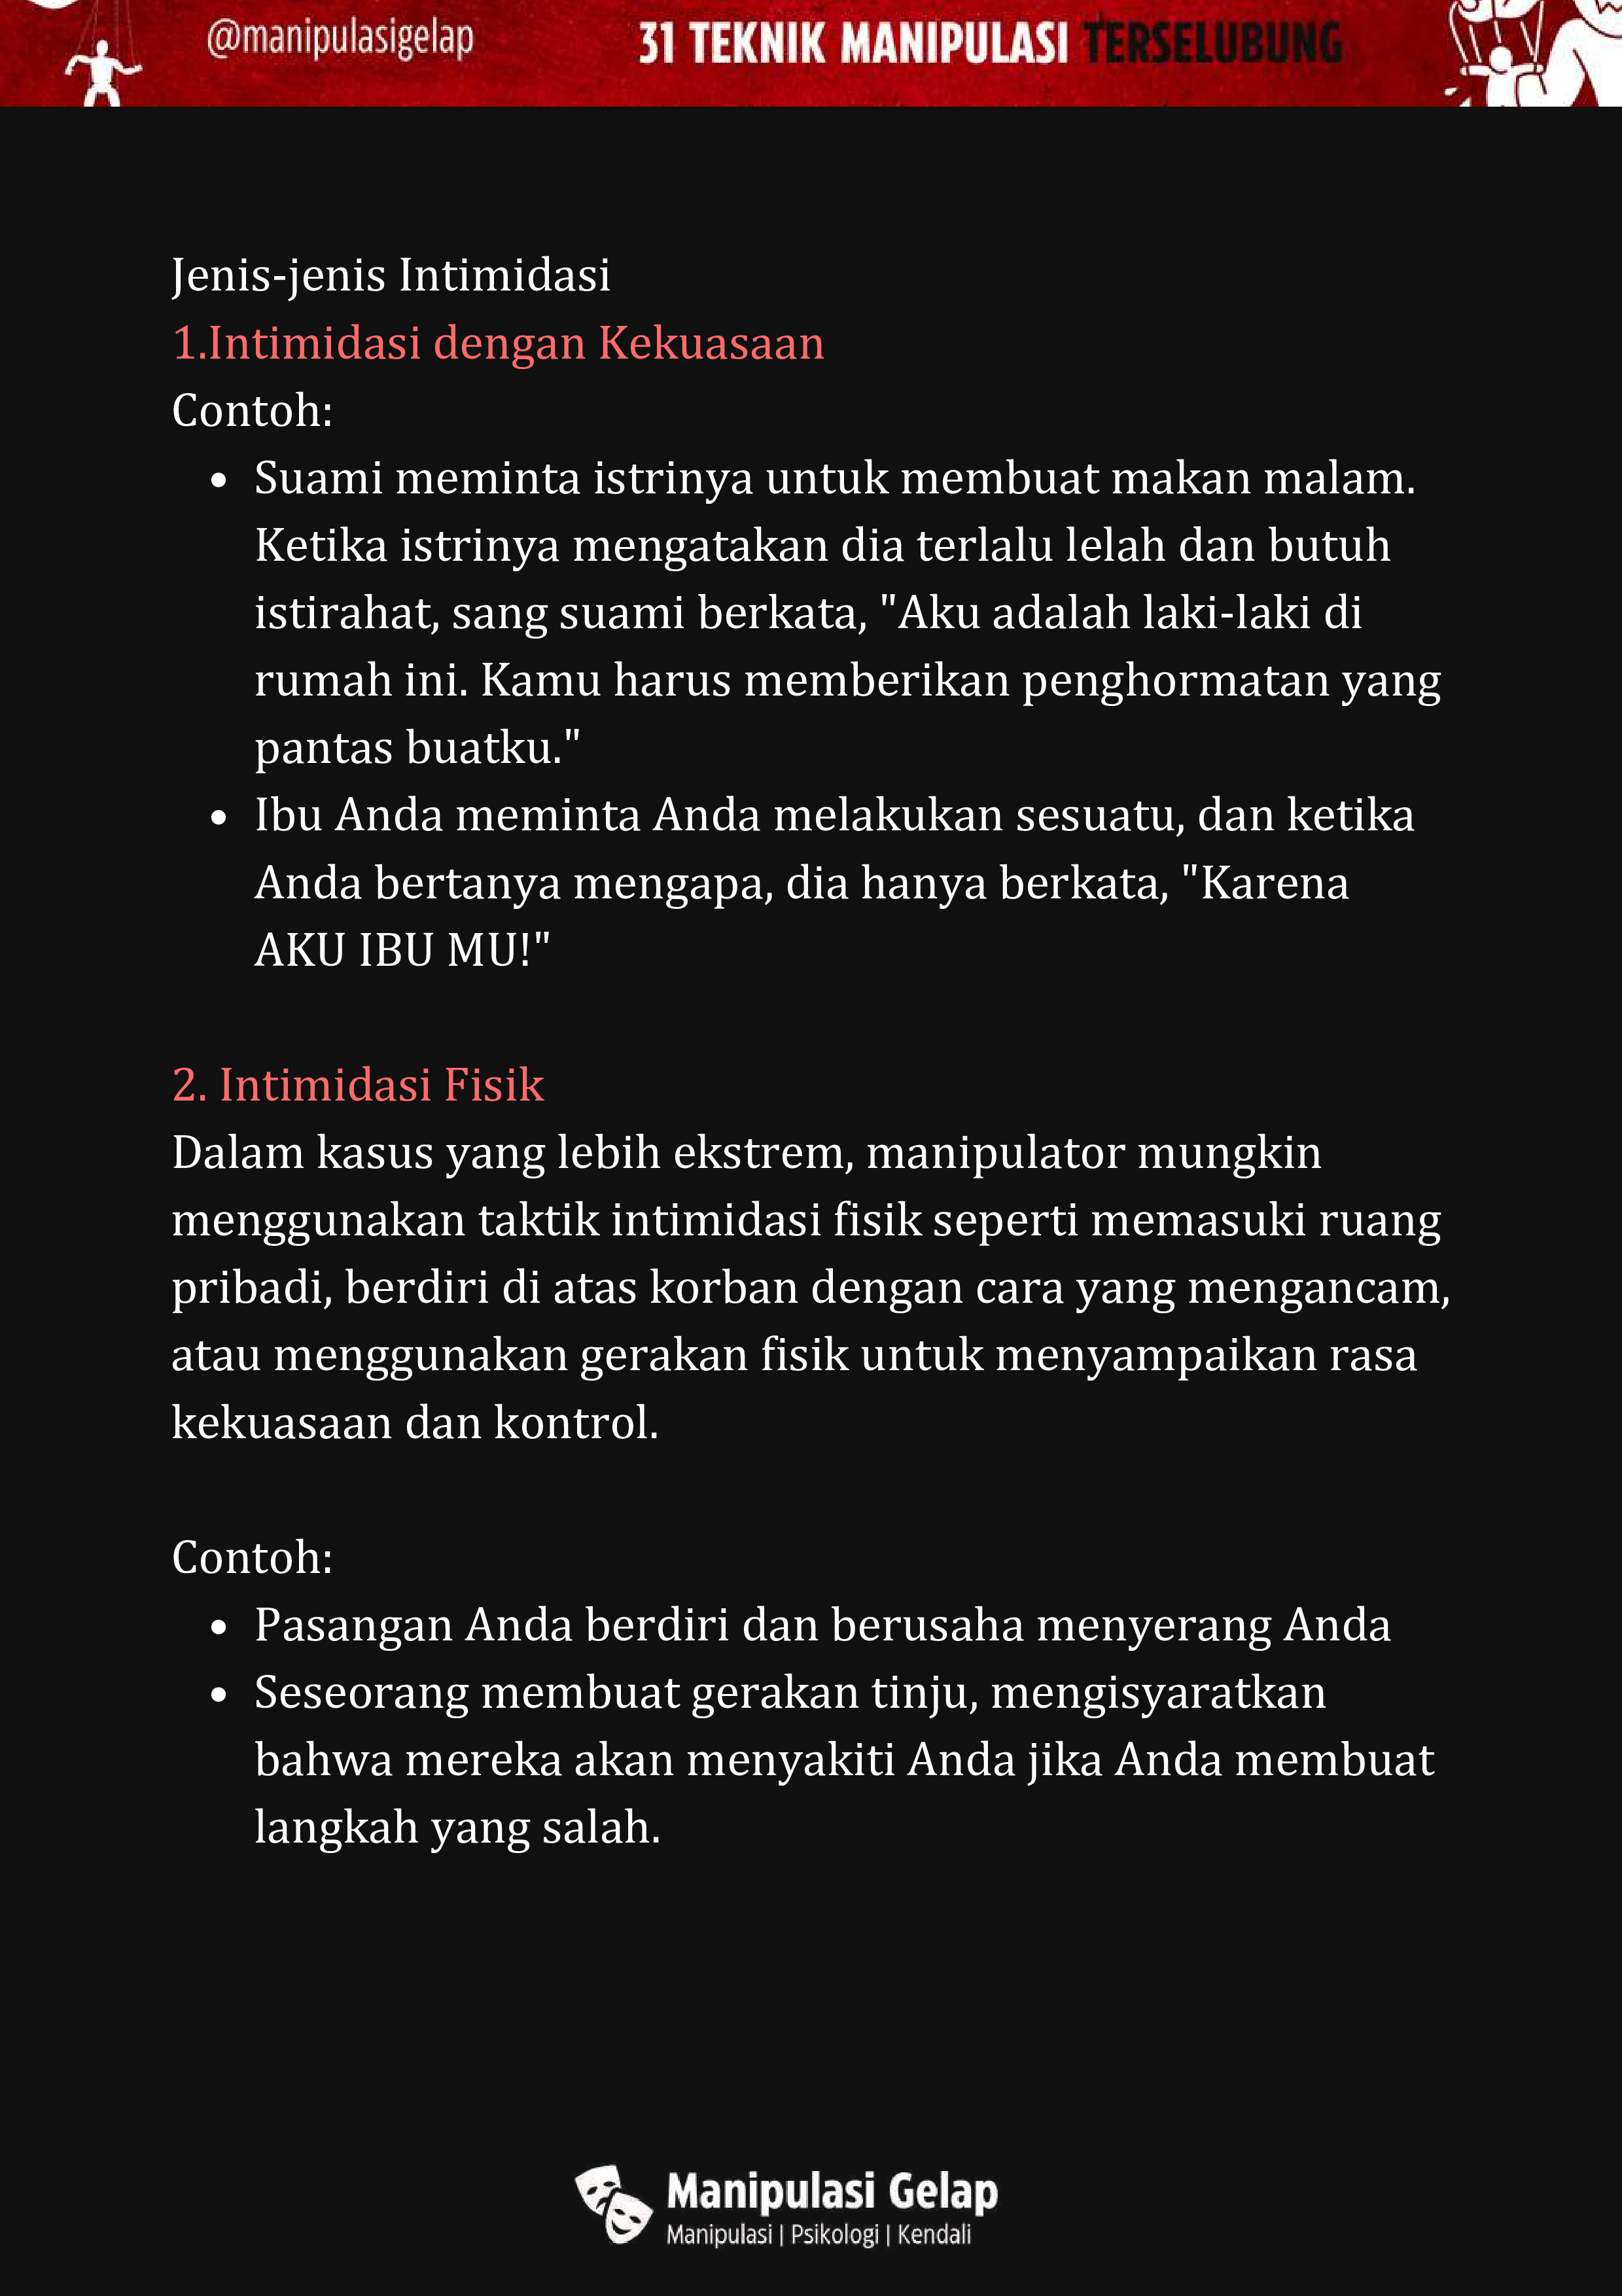 @manipulasigelap
31 TEKNIK MANIPULASI TERSELUBUNG
Jenis-jenis Intimidasi
1.Intimidasi dengan Kekuasaan
Contoh:
• Suami meminta istrinya untuk membuat makan malam.
Ketika istrinya mengatakan dia terlalu lelah dan butuh
istirahat, sang suami berkata, "Aku adalah laki-laki di
rumah ini. Kamu harus memberikan penghormatan yang
pantas buatku."
• Ibu Anda meminta Anda melakukan sesuatu, dan ketika
Anda bertanya mengapa, dia hanya berkata, "Karena
AKU IBU MU!"
2. Intimidasi Fisik
Dalam kasus yang lebih ekstrem, manipulator mungkin
menggunakan taktik intimidasi fisik seperti memasuki ruang
pribadi, berdiri di atas korban dengan cara yang mengancam,
atau menggunakan gerakan fisik untuk menyampaikan rasa
kekuasaan dan kontrol.
Contoh:
• Pasangan Anda berdiri dan berusaha menyerang Anda
• Seseorang membuat gerakan tinju, mengisyaratkan
bahwa mereka akan menyakiti Anda jika Anda membuat
langkah yang salah.
Manipulasi Gelap
Manipulasi | Psikologi | Kendali